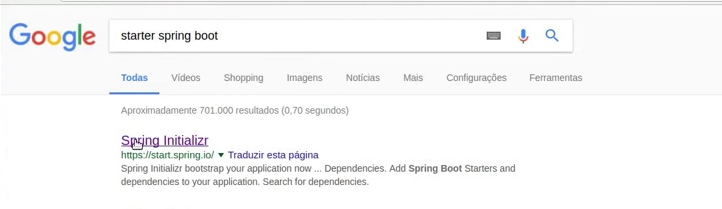 Google
starter spring boot
Todas Vídeos Shopping Imagens Notícias Mais Configurações Ferramentas
Aproximadamente 701.000 resultados (0,70 segundos)
Spring Initializr
https://start.spring.io/ Traduzir esta página
Spring Initializr bootstrap your application now ... Dependencies. Add Spring Boot Starters and
dependencies to your application. Search for dependencies.